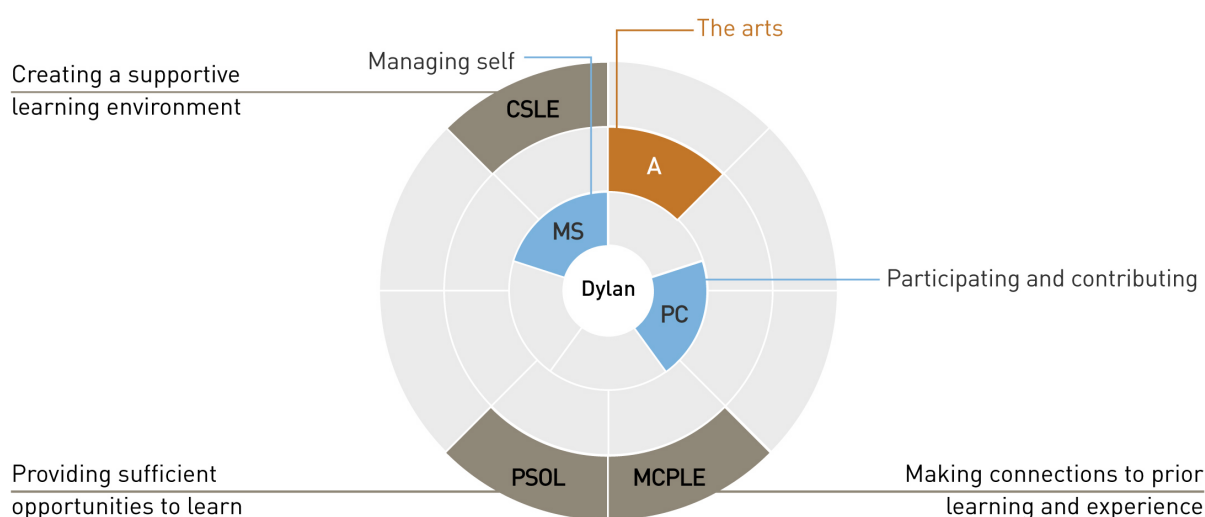 The arts
Managing self
Creating a supportive
learning environment
CSLE
A
MS
Participating and contributing
Dylan
PC
Providing sufficient
opportunities to learn
PSOL
MCPLE
Making connections to prior
learning and experience